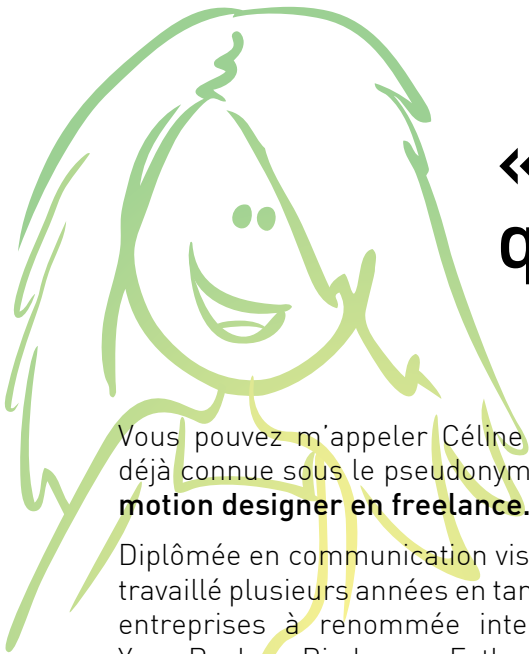 «
q
Vous pouvez m’appeler Céline
déjà connue sous le pseudonym
motion designer en freelance.
Diplômée en communication vis
travaillé plusieurs années en tan
entreprises à renommée inte